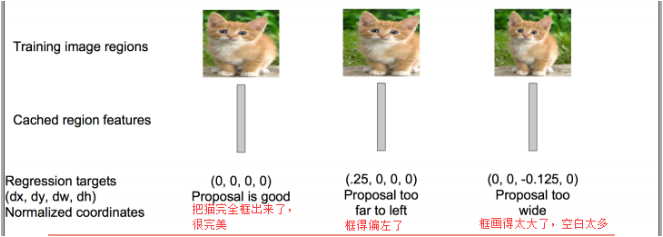 Training image regions
Cached region features
Regression targets
(dx, dy, dw, dh)
Normalized coordinates
(0, 0, 0, 0)
Proposal is good
把猫完全框出来了，
很完美
(.25, 0, 0, 0)
Proposal too
far to left
框得偏左了
(0, 0, -0.125, 0)
Proposal too
wide
框画得太大了，空白太多